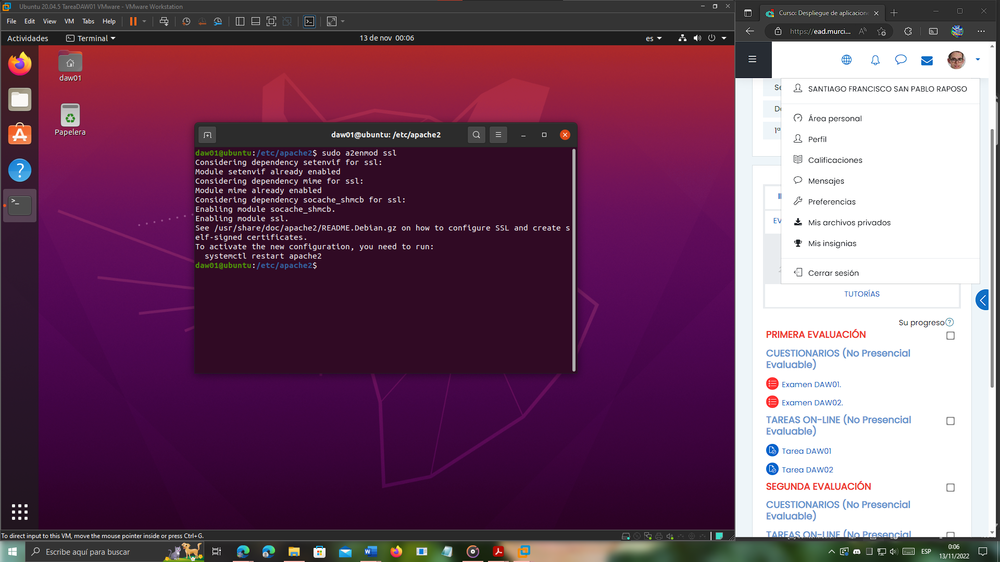 Ubuntu 20.04.5 TareaDAW01 VMware - VMware Workstation
File Edit View VM Tabs Help
Actividades
Terminal
13 de nov 00:06
es
daw01
Papelera
daw01@ubuntu: /etc/apache2
daw01@ubuntu:/etc/apache2$ sudo a2enmod ssl
Considering dependency setenvif for ssl:
Module setenvif already enabled
Considering dependency mime for ssl:
Module mime already enabled
Considering dependency socache_shmcb for ssl:
Enabling module socache_shmcb.
Enabling module ssl.
See /usr/share/doc/apache2/README.Debian.gz on how to configure SSL and create s
elf-signed certificates.
To activate the new configuration, you need to run:
  systemctl restart apache2
daw01@ubuntu:/etc/apache2$
To direct input to this VM, move the mouse pointer inside or press Ctrl+G.
Curso: Despliegue de aplicacione
https://ead.murci...
SANTIAGO FRANCISCO SAN PABLO RAPOSO
Área personal
Perfil
Calificaciones
Mensajes
Preferencias
Mis archivos privados
Mis insignias
Cerrar sesión
1ª
EV
TUTORÍAS
Su progreso
PRIMERA EVALUACIÓN
CUESTIONARIOS (No Presencial
Evaluable)
Examen DAW01.
Examen DAW02.
TAREAS ON-LINE (No Presencial
Evaluable)
Tarea DAW01
Tarea DAW02
SEGUNDA EVALUACIÓN
CUESTIONARIOS (No Presencial
Evaluable)
TAREAS ON-LINE (No Presencial
Escribe aquí para buscar
ESP
0:06
13/11/2022